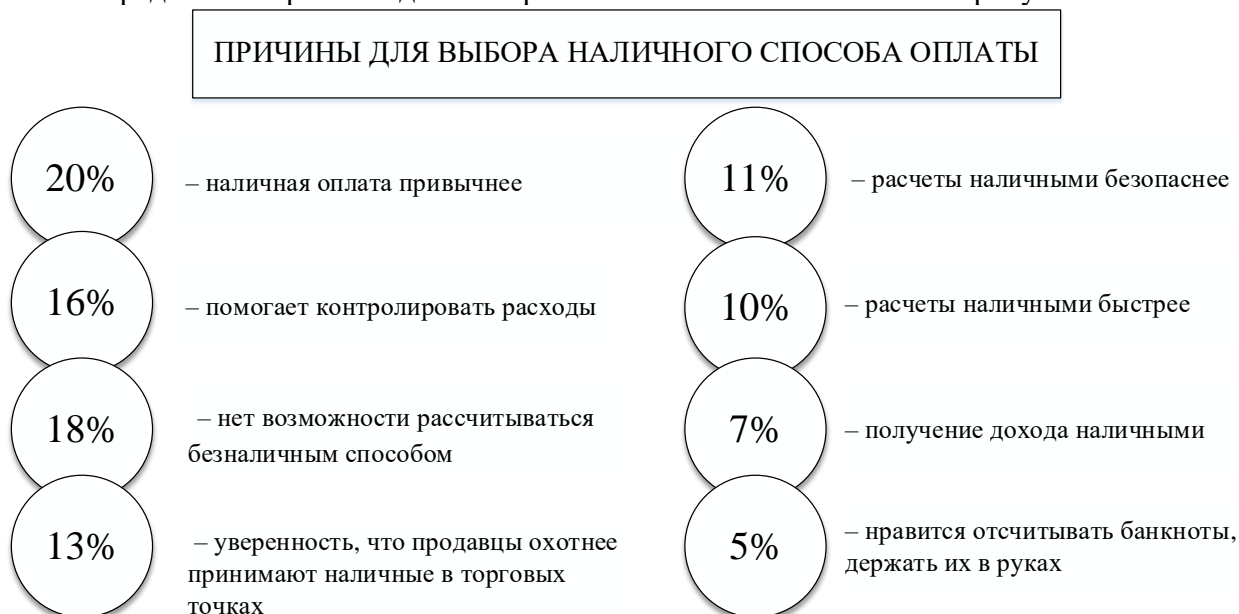 ПРИЧИНЫ ДЛЯ ВЫБОРА НАЛИЧНОГО СПОСОБА ОПЛАТЫ
20%
– наличная оплата привычнее
16%
– помогает контролировать расходы
18%
– нет возможности рассчитываться
безналичным способом
13%
– уверенность, что продавцы охотнее
принимают наличные в торговых
точках
11%
– расчеты наличными безопаснее
10%
– расчеты наличными быстрее
7%
– получение дохода наличными
5%
– нравится отсчитывать банкноты,
держать их в руках